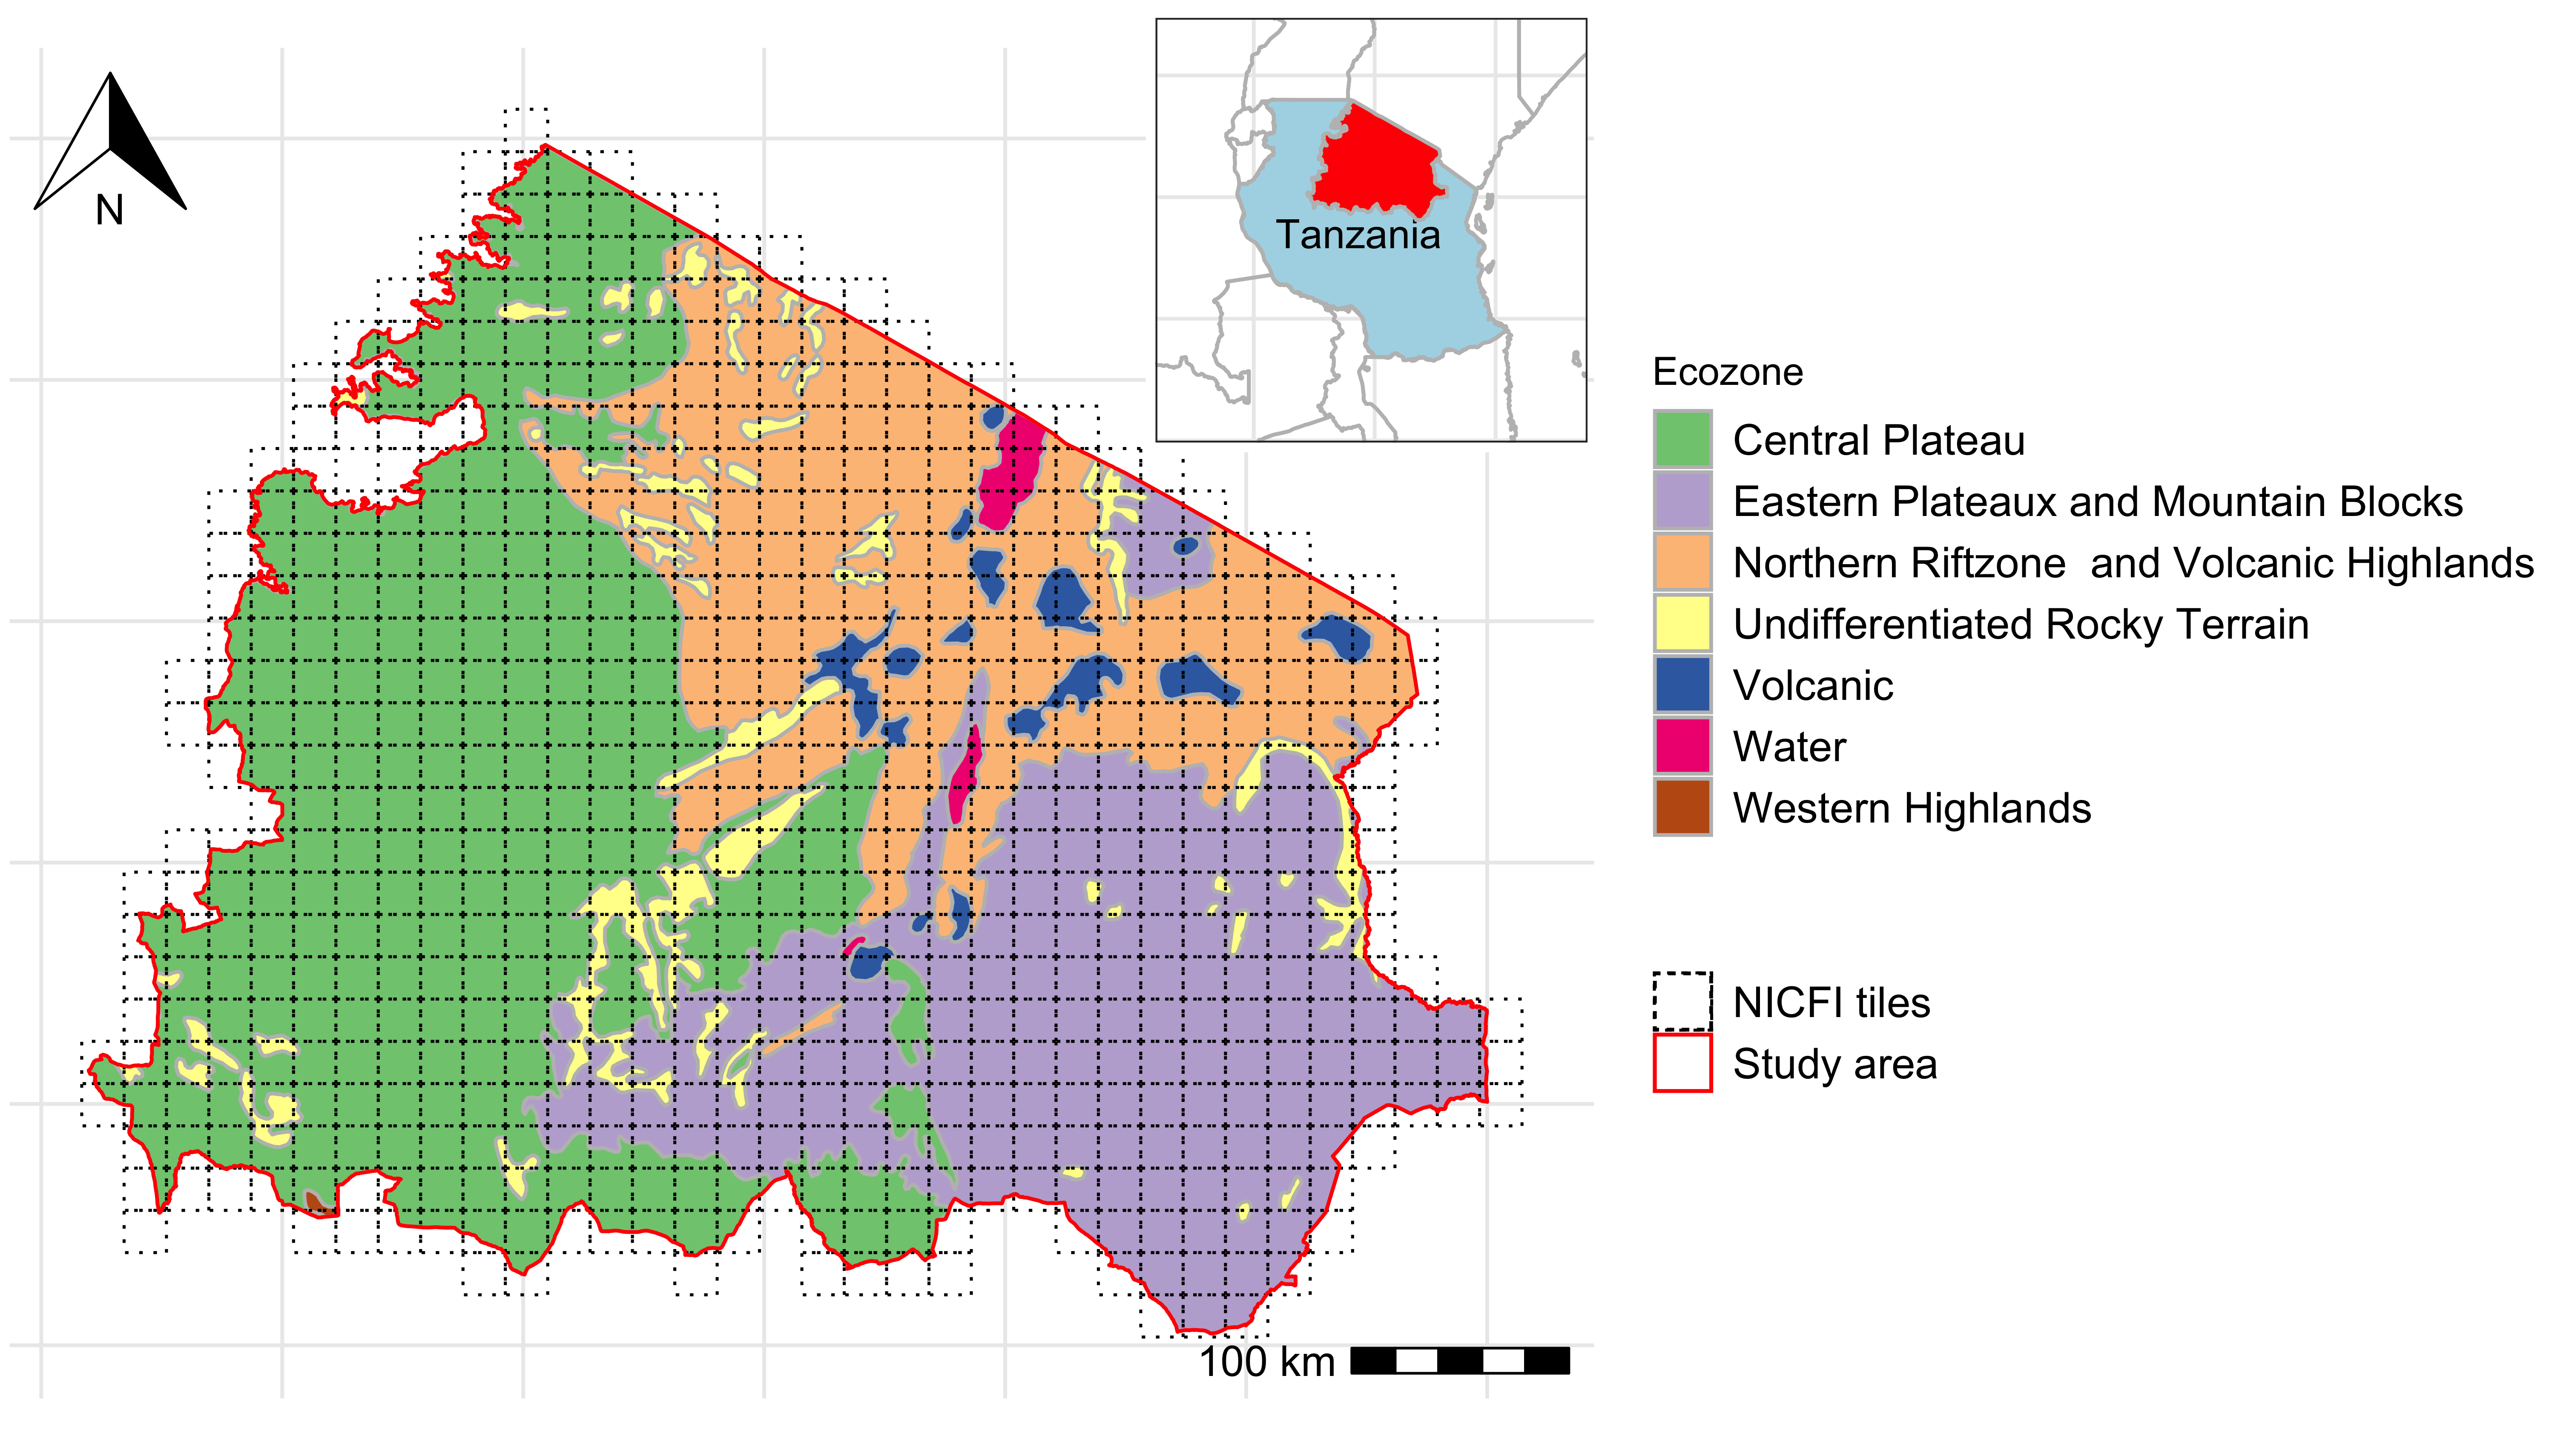 N
Tanzania
Ecozone
Central Plateau
Eastern Plateaux and Mountain Blocks
Northern Riftzone  and Volcanic Highlands
Undifferentiated Rocky Terrain
Volcanic
Water
Western Highlands
NICFI tiles
Study area
100 km